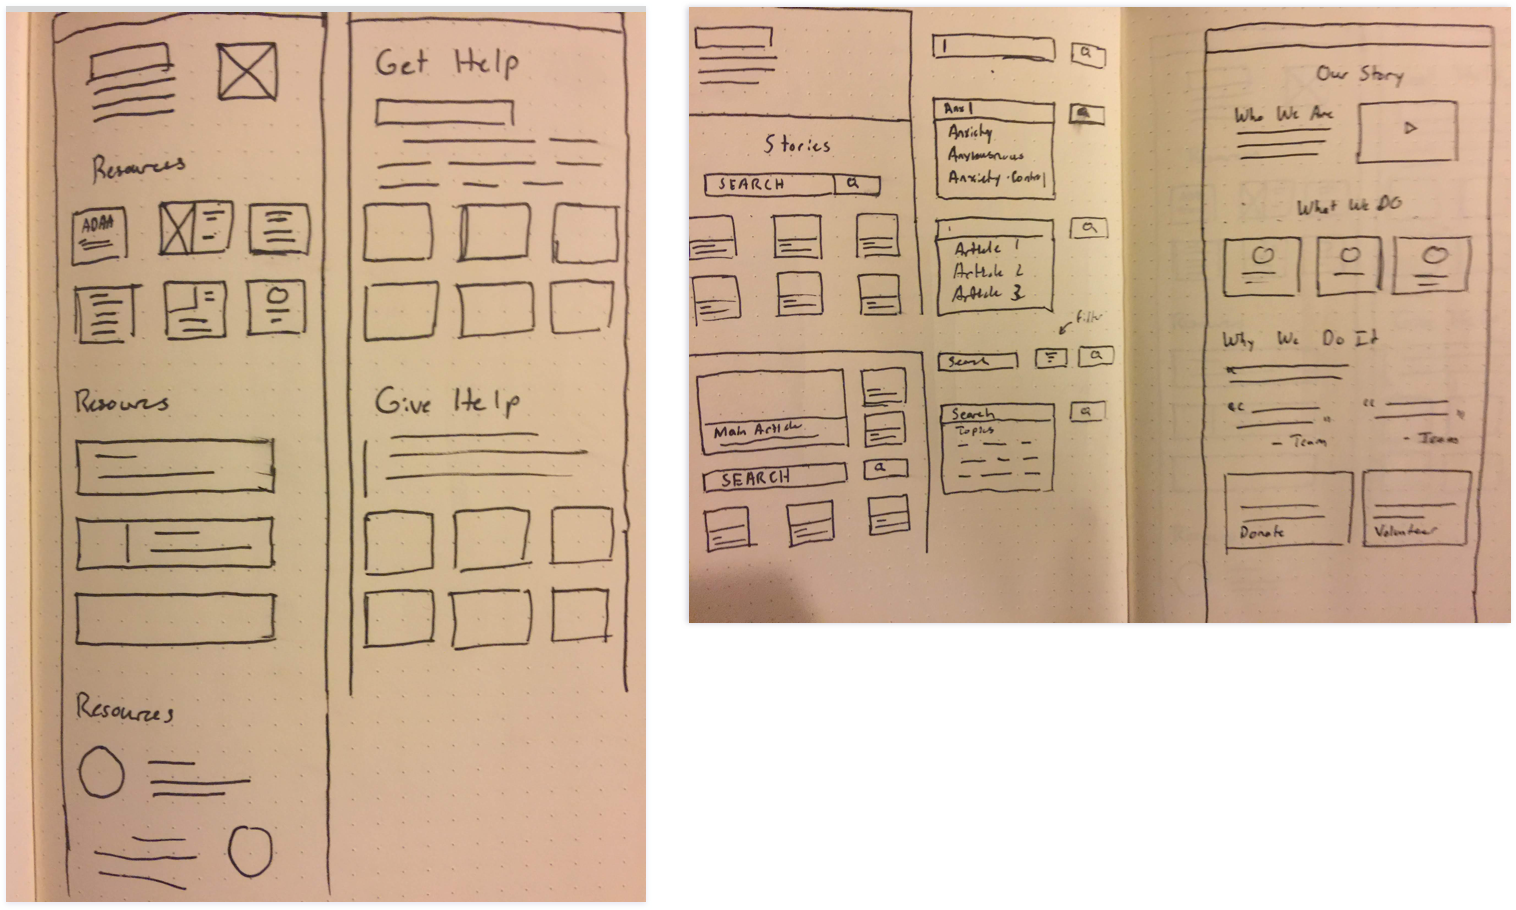 Resources
ADAA
Resoures
Resources
Get Help
Give Help
Stories
SEARCH
Main Article
SEARCH
Anx|
Anxiety
Anxiety Control
Article 1
Article 2
Article 3
filter
Search
Search
Topics
Our Story
Who We Are
What We DO
Why We Do It
"
" "
- Team
" "
- Team
Donate
Volunteer